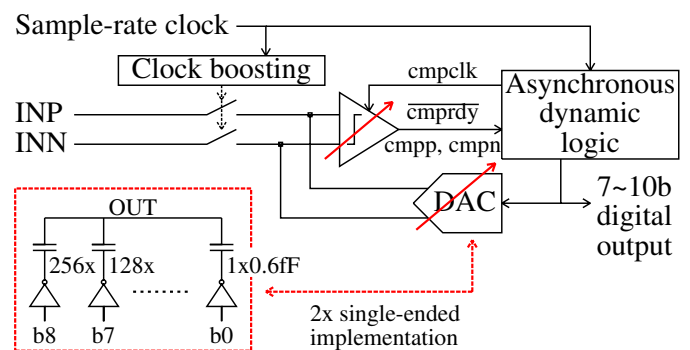 Sample-rate clock
Clock boosting
cmpclk
Asynchronous
dynamic
logic
INP
INN
cmprdy
cmpp, cmpn
OUT
DAC
7~10b
digital
output
256x
128x
1x0.6fF
b8
b7
b0
2x single-ended
implementation